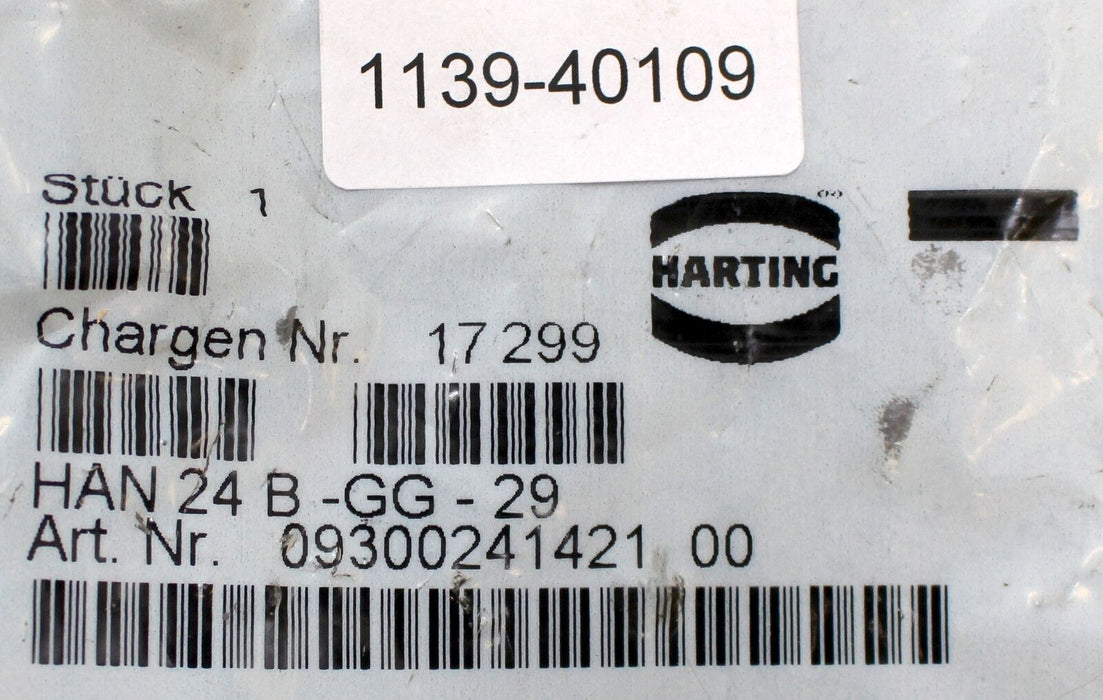 1139-40109
Stück 1
HARTING
Chargen Nr. 17 299
HAN 24 B -GG - 29
Art. Nr. 09300241421 00